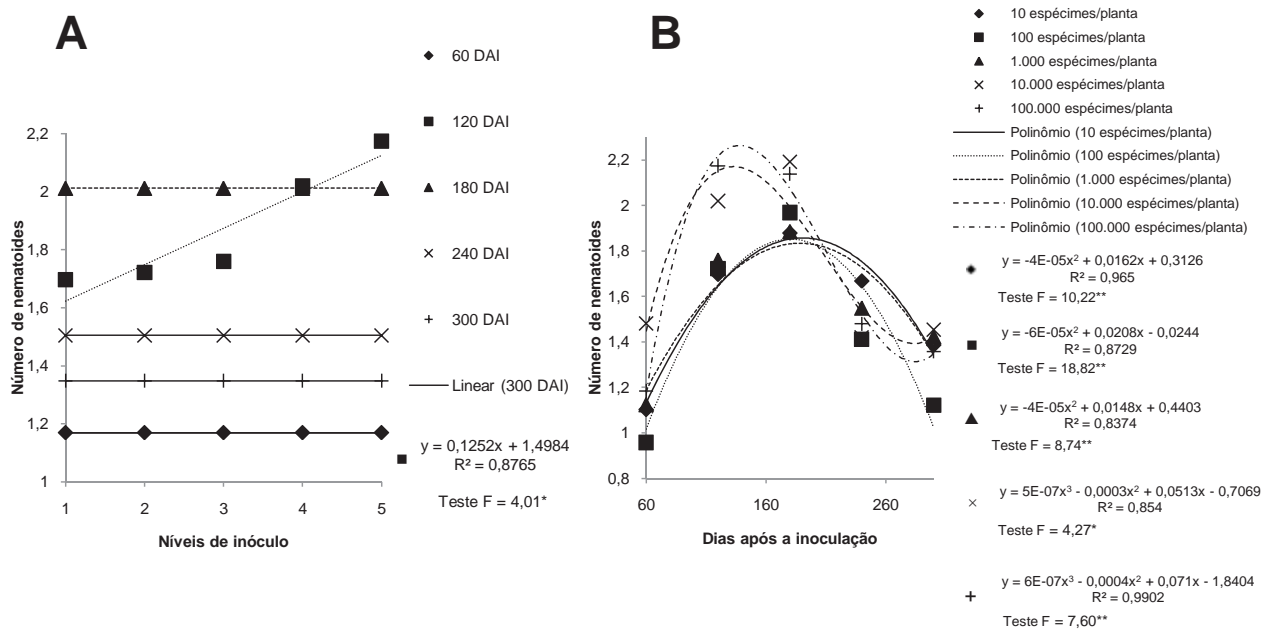 A
60 DAI
120 DAI
180 DAI
240 DAI
300 DAI
Linear (300 DAI)
y = 0,1252x + 1,4984
R² = 0,8765
Teste F = 4,01*
Número de nematoides
2,2
2
1,8
1,6
1,4
1,2
1
1 2 3 4 5
Níveis de inóculo
B
Número de nematoides
2,2
2
1,8
1,6
1,4
1,2
1
0,8
60 160 260
Dias após a inoculação
10 espécimes/planta
100 espécimes/planta
1.000 espécimes/planta
10.000 espécimes/planta
100.000 espécimes/planta
Polinômio (10 espécimes/planta)
Polinômio (100 espécimes/planta)
Polinômio (1.000 espécimes/planta)
Polinômio (10.000 espécimes/planta)
Polinômio (100.000 espécimes/planta)
y = -4E-05x² + 0,0162x + 0,3126
R² = 0,965
Teste F = 10,22**
y = -6E-05x² + 0,0208x - 0,0244
R² = 0,8729
Teste F = 18,82**
y = -4E-05x² + 0,0148x + 0,4403
R² = 0,8374
Teste F = 8,74**
y = 5E-07x³ - 0,0003x² + 0,0513x - 0,7069
R² = 0,854
Teste F = 4,27*
y = 6E-07x³ - 0,0004x² + 0,071x - 1,8404
R² = 0,9902
Teste F = 7,60**